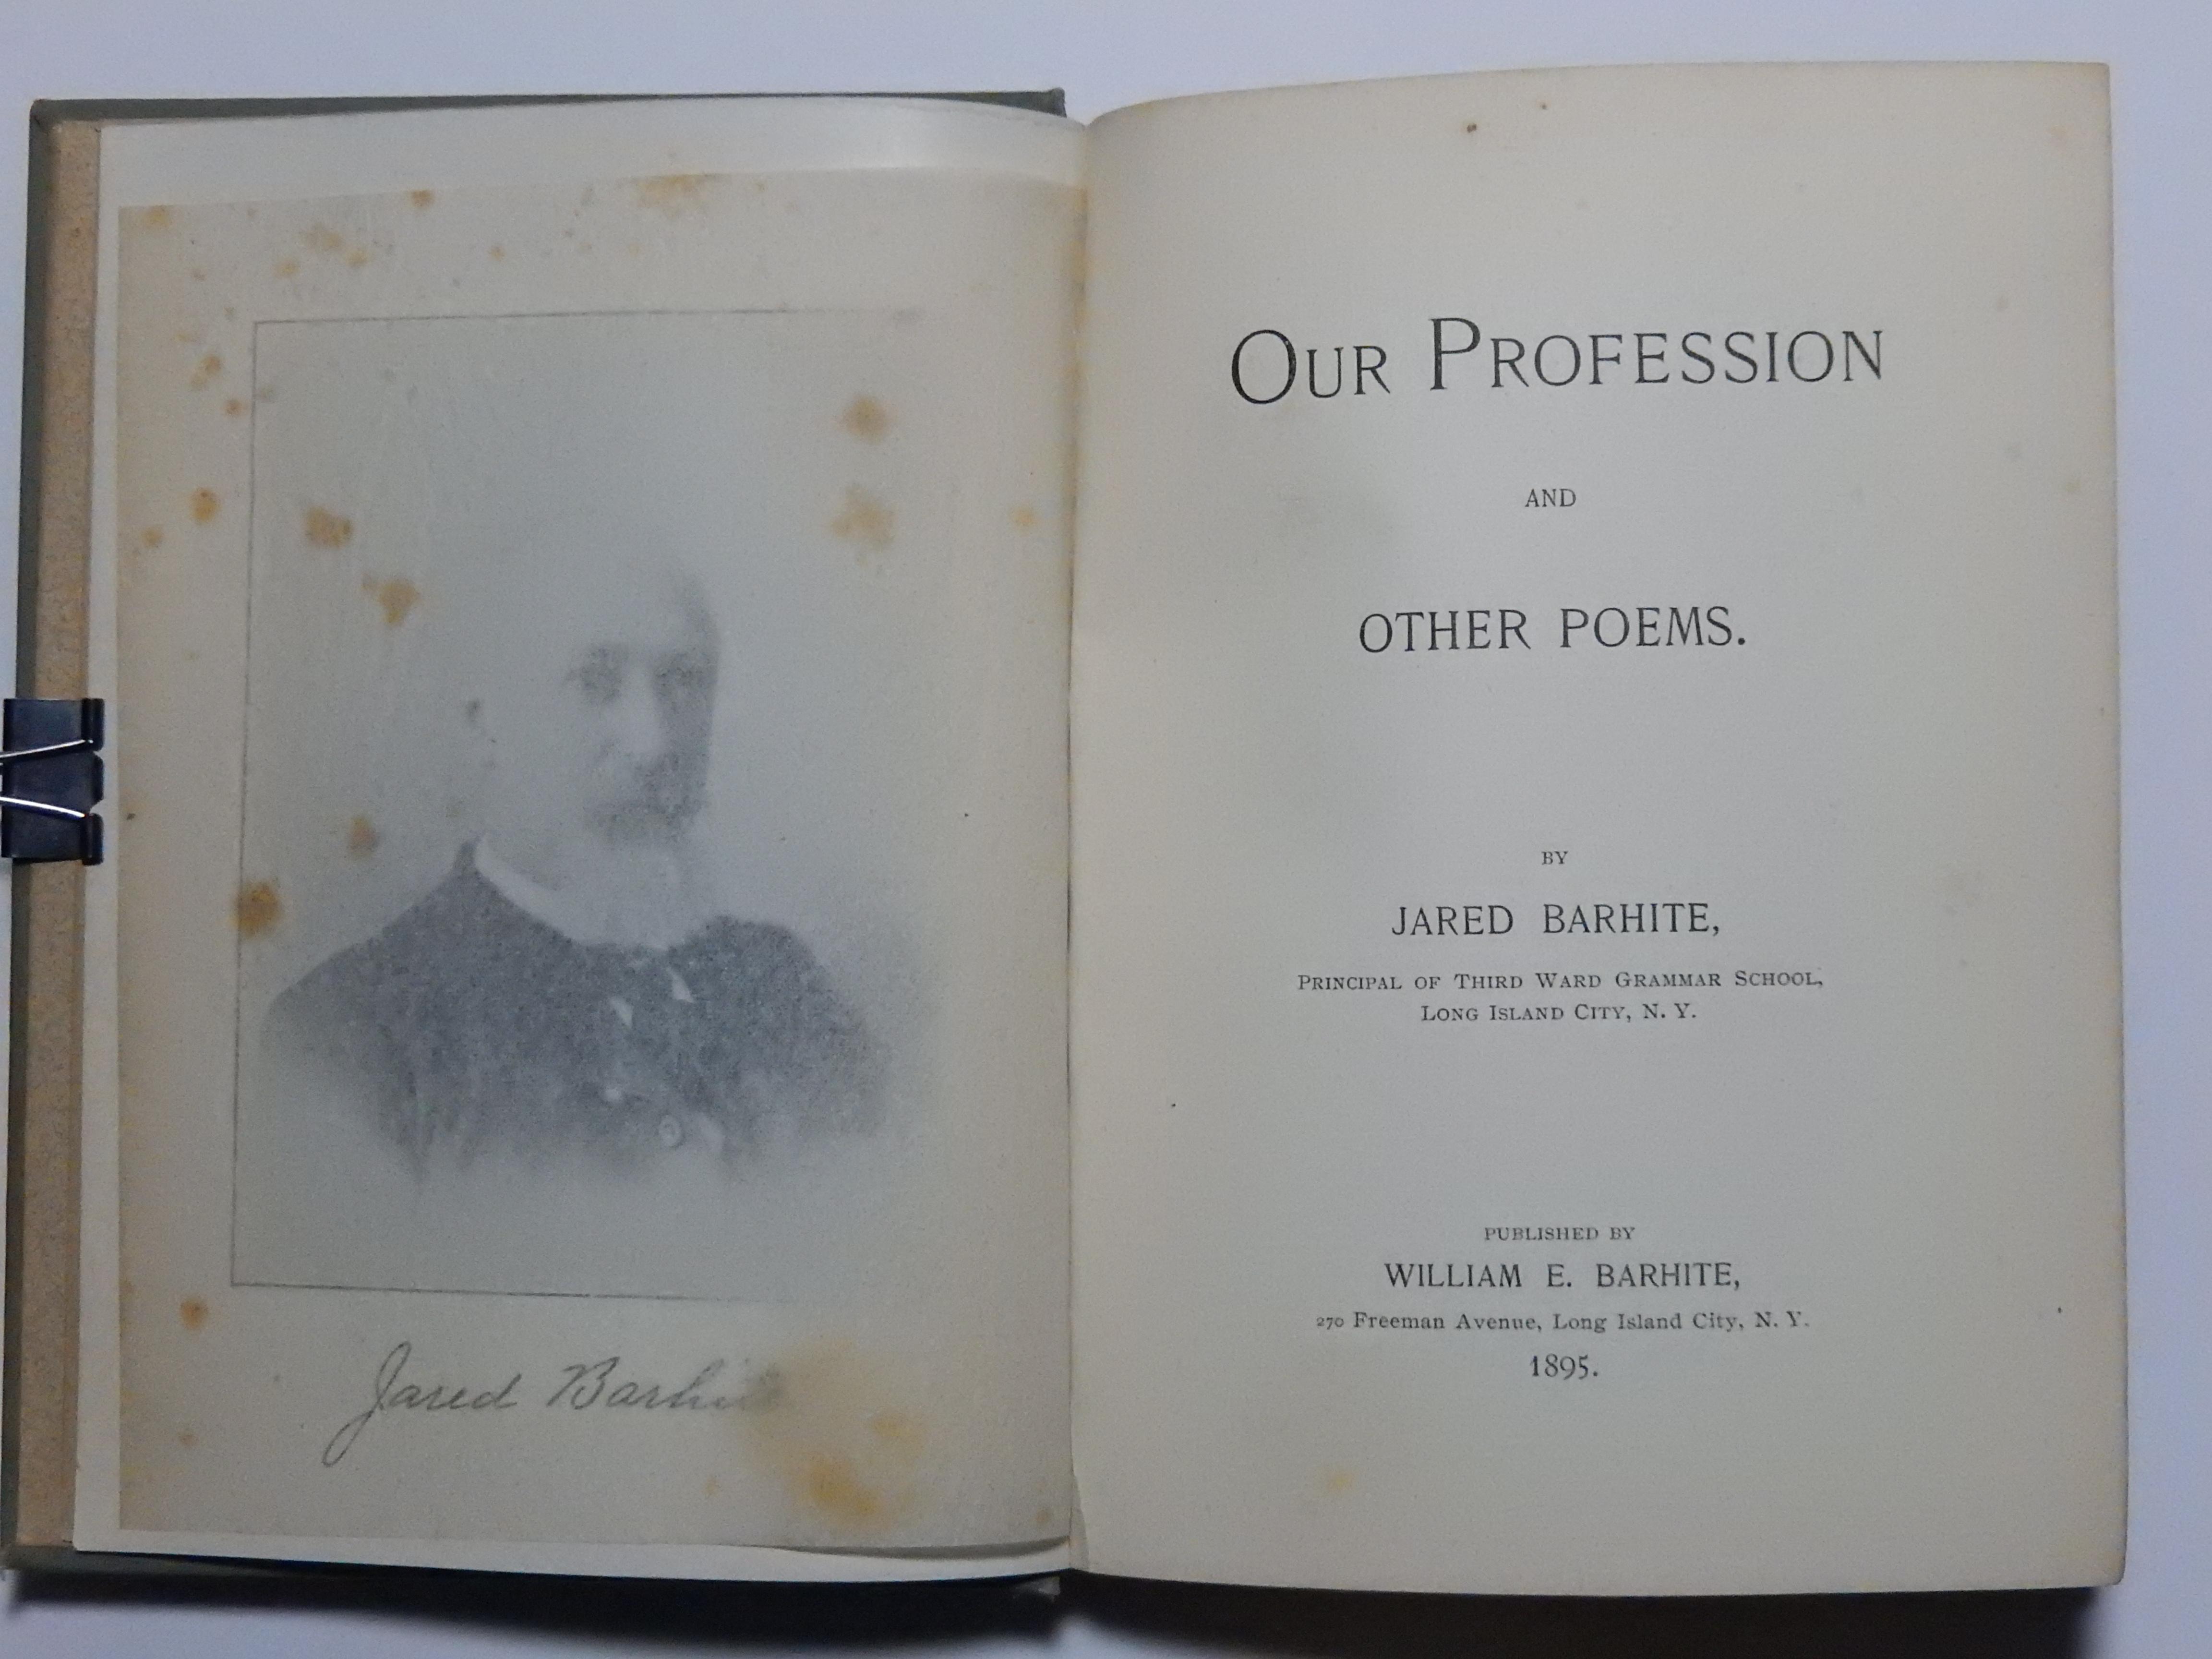 Jared
OUR PROFESSION
AND
OTHER POEMS.
BY
JARED BARHITE,
PRINCIPAL OF THIRD WARD GRAMMAR SCHOOL,
LONG ISLAND CITY, N. Y.
PUBLISHED BY
WILLIAM E. BARHITE,
270 Freeman Avenue, Long Island City, N. Y.
1895.